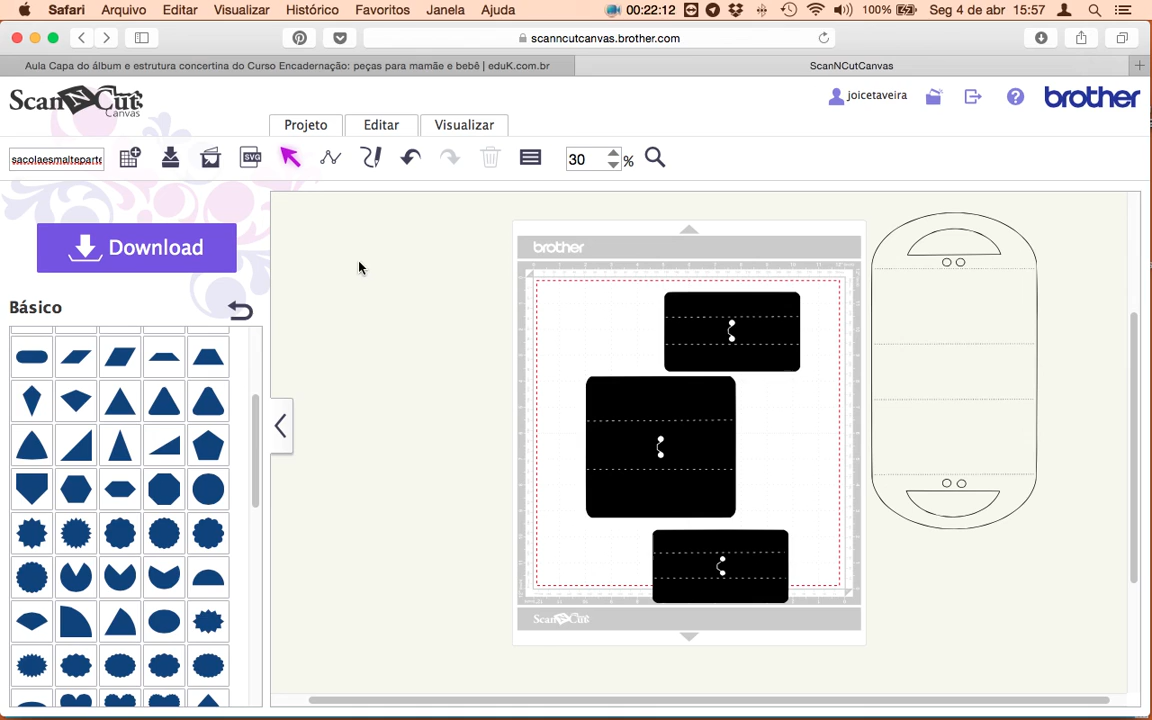 Safari Arquivo Editar Visualizar Histórico Favoritos Janela Ajuda 00:22:12 100% Seg 4 de abr 15:57
scanncutcanvas.brother.com
Aula Capa do álbum e estrutura concertina do Curso Encadernação: peças para mamãe e bebê | eduK.com.br ScanNCutCanvas +
ScanNCut Canvas joicetaveira ? brother
Projeto Editar Visualizar
sacolaesmalteparte SVG 30 %
Download
brother
Básico
ScanNCut